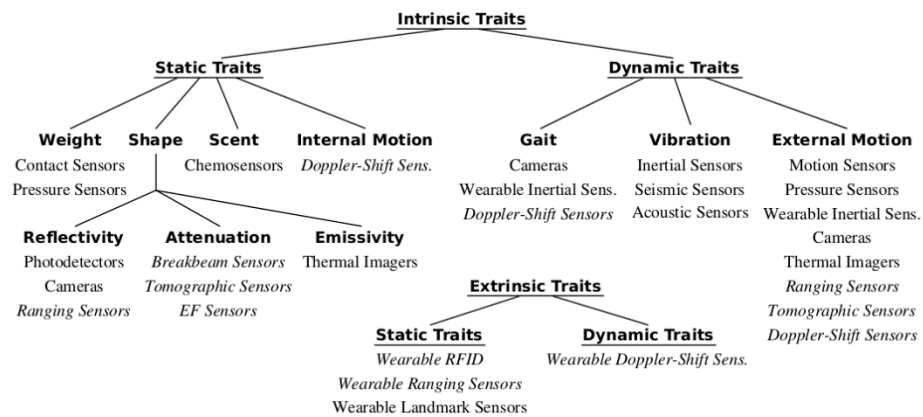 Intrinsic Traits
Static Traits
Dynamic Traits
Weight
Contact Sensors
Pressure Sensors
Shape
Scent
Chemosensors
Internal Motion
Doppler-Shift Sens.
Reflectivity
Photodetectors
Cameras
Ranging Sensors
Attenuation
Breakbeam Sensors
Tomographic Sensors
EF Sensors
Emissivity
Thermal Imagers
Gait
Cameras
Wearable Inertial Sens.
Doppler-Shift Sensors
Vibration
Inertial Sensors
Seismic Sensors
Acoustic Sensors
External Motion
Motion Sensors
Pressure Sensors
Wearable Inertial Sens.
Cameras
Thermal Imagers
Ranging Sensors
Tomographic Sensors
Doppler-Shift Sensors
Extrinsic Traits
Static Traits
Wearable RFID
Wearable Ranging Sensors
Wearable Landmark Sensors
Dynamic Traits
Wearable Doppler-Shift Sens.